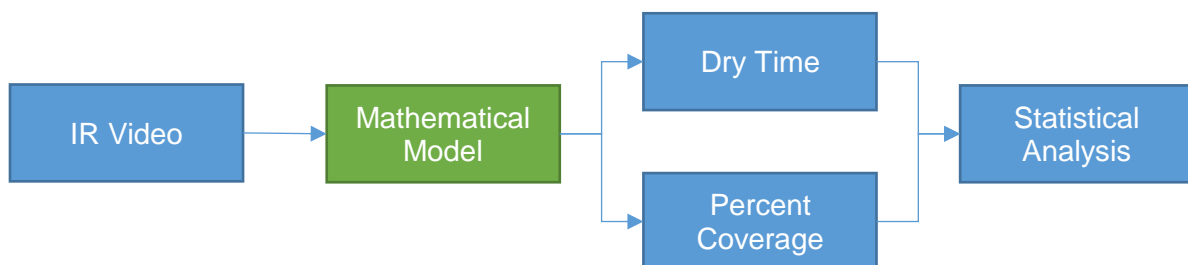 IR Video
Mathematical
Model
Dry Time
Percent
Coverage
Statistical
Analysis